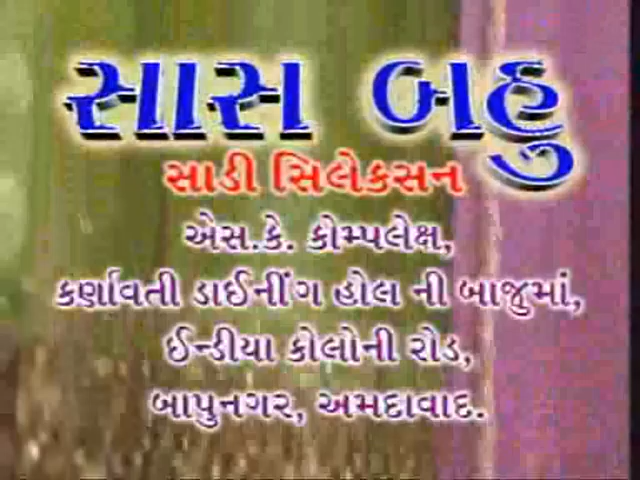 સાસ બહુ
સાડી સિલેકસન
એસ.કે. કોમ્પલેક્ષ,
કર્ણાવતી ડાઈનીંગ હોલ ની બાજુમાં,
ઈન્ડીયા કોલોની રોડ,
બાપુનગર, અમદાવાદ.